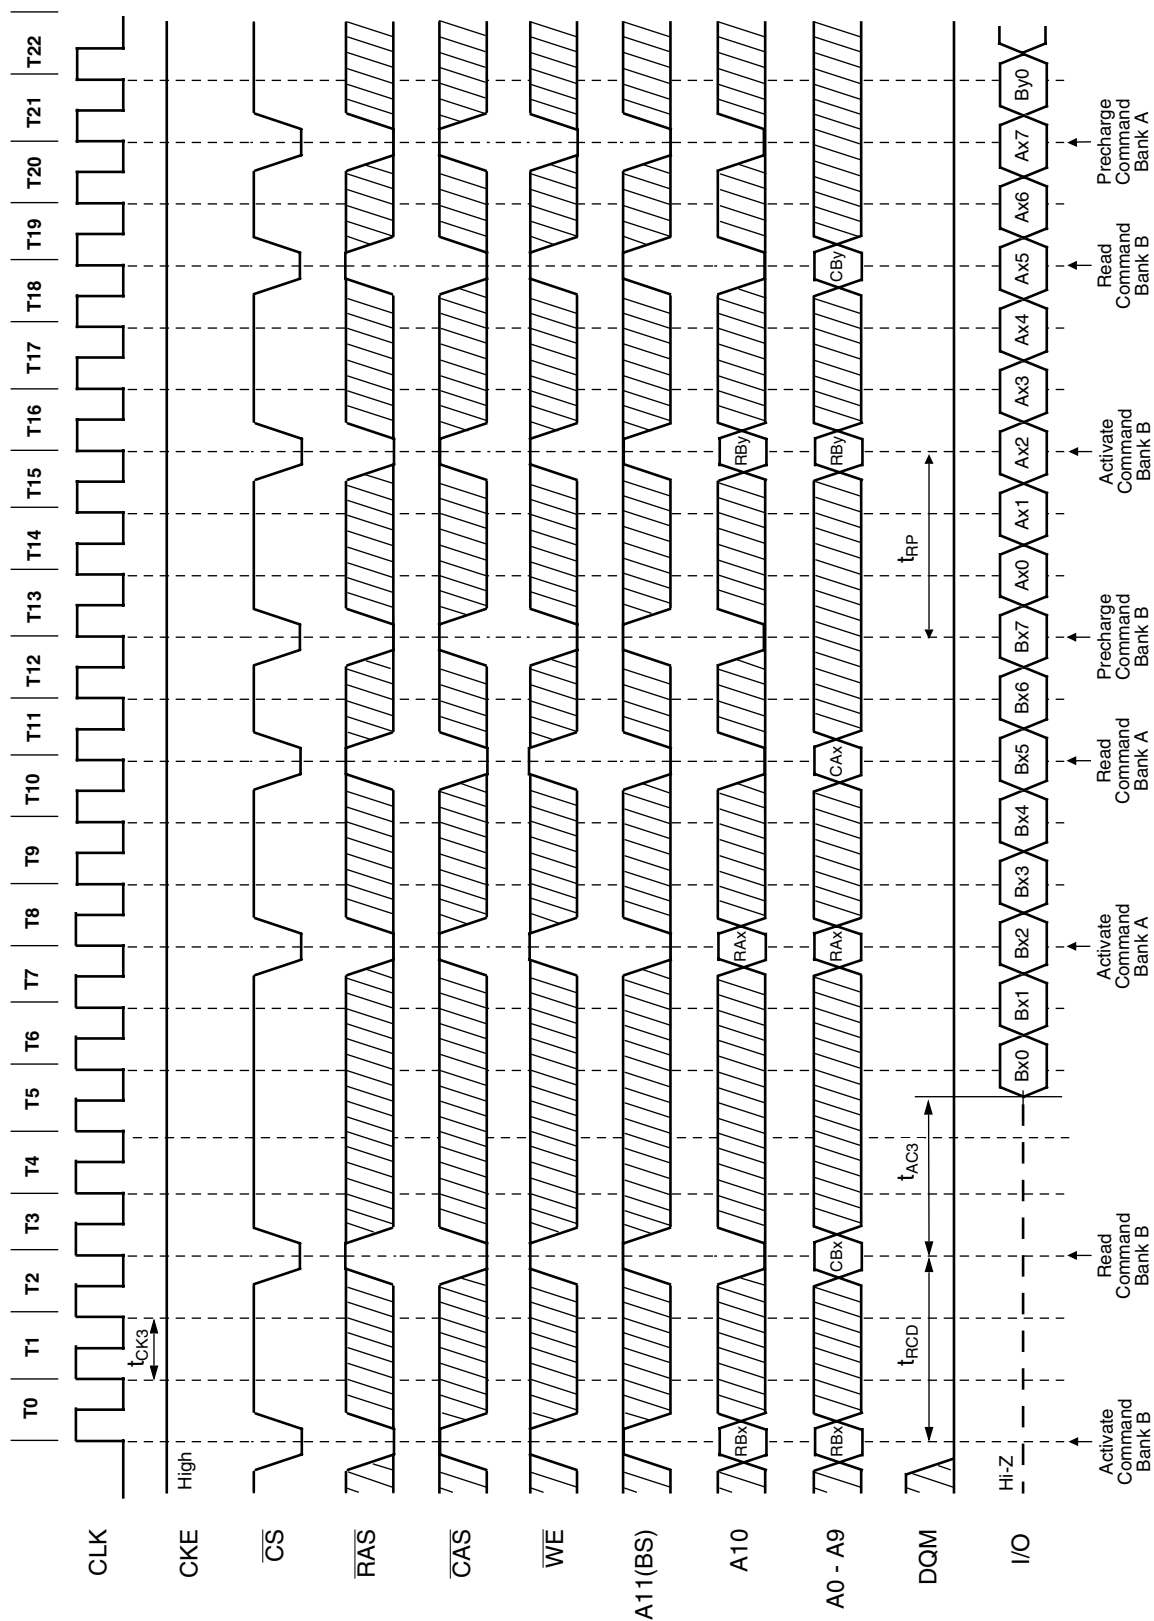 T0 T1 T2 T3 T4 T5 T6 T7 T8 T9 T10 T11 T12 T13 T14 T15 T16 T17 T18 T19 T20 T21 T22
CLK
tCK3
CKE
High
CS
RAS
CAS
WE
A11(BS)
A10
RBx RAx RBy
A0 - A9
RBx CBx RAx CAx RBy CBy
DQM
tRCD tAC3 tRP
I/O
Hi-Z
Bx0 Bx1 Bx2 Bx3 Bx4 Bx5 Bx6 Bx7 Ax0 Ax1 Ax2 Ax3 Ax4 Ax5 Ax6 Ax7 By0
Activate
Command
Bank B
Read
Command
Bank B
Activate
Command
Bank A
Read
Command
Bank A
Precharge
Command
Bank B
Activate
Command
Bank B
Read
Command
Bank B
Precharge
Command
Bank A